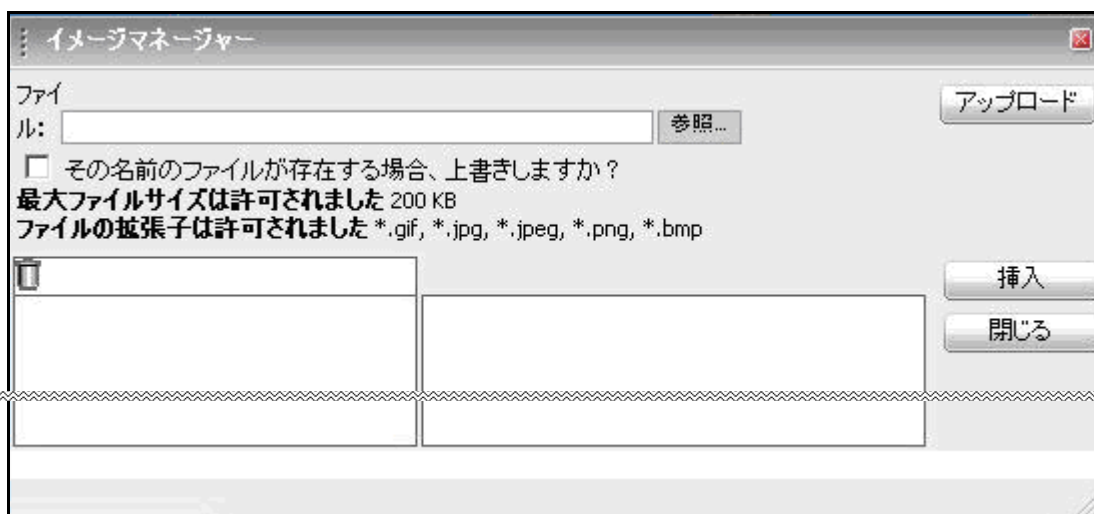 イメージマネージャー
ファイ
ル:
参照...
アップロード
その名前のファイルが存在する場合、上書きしますか?
最大ファイルサイズは許可されました 200 KB
ファイルの拡張子は許可されました *.gif, *.jpg, *.jpeg, *.png, *.bmp
挿入
閉じる